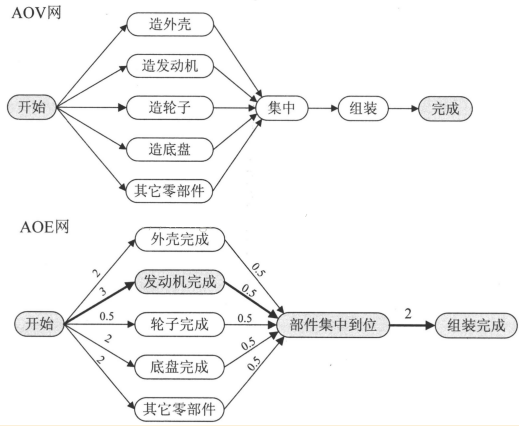 AOV网
造外壳
造发动机
开始
造轮子
集中
组装
完成
造底盘
其它零部件
AOE网
外壳完成
2
0.5
发动机完成
3
0.5
开始
0.5
轮子完成
0.5
部件集中到位
2
组装完成
2
底盘完成
0.5
2
其它零部件
0.5